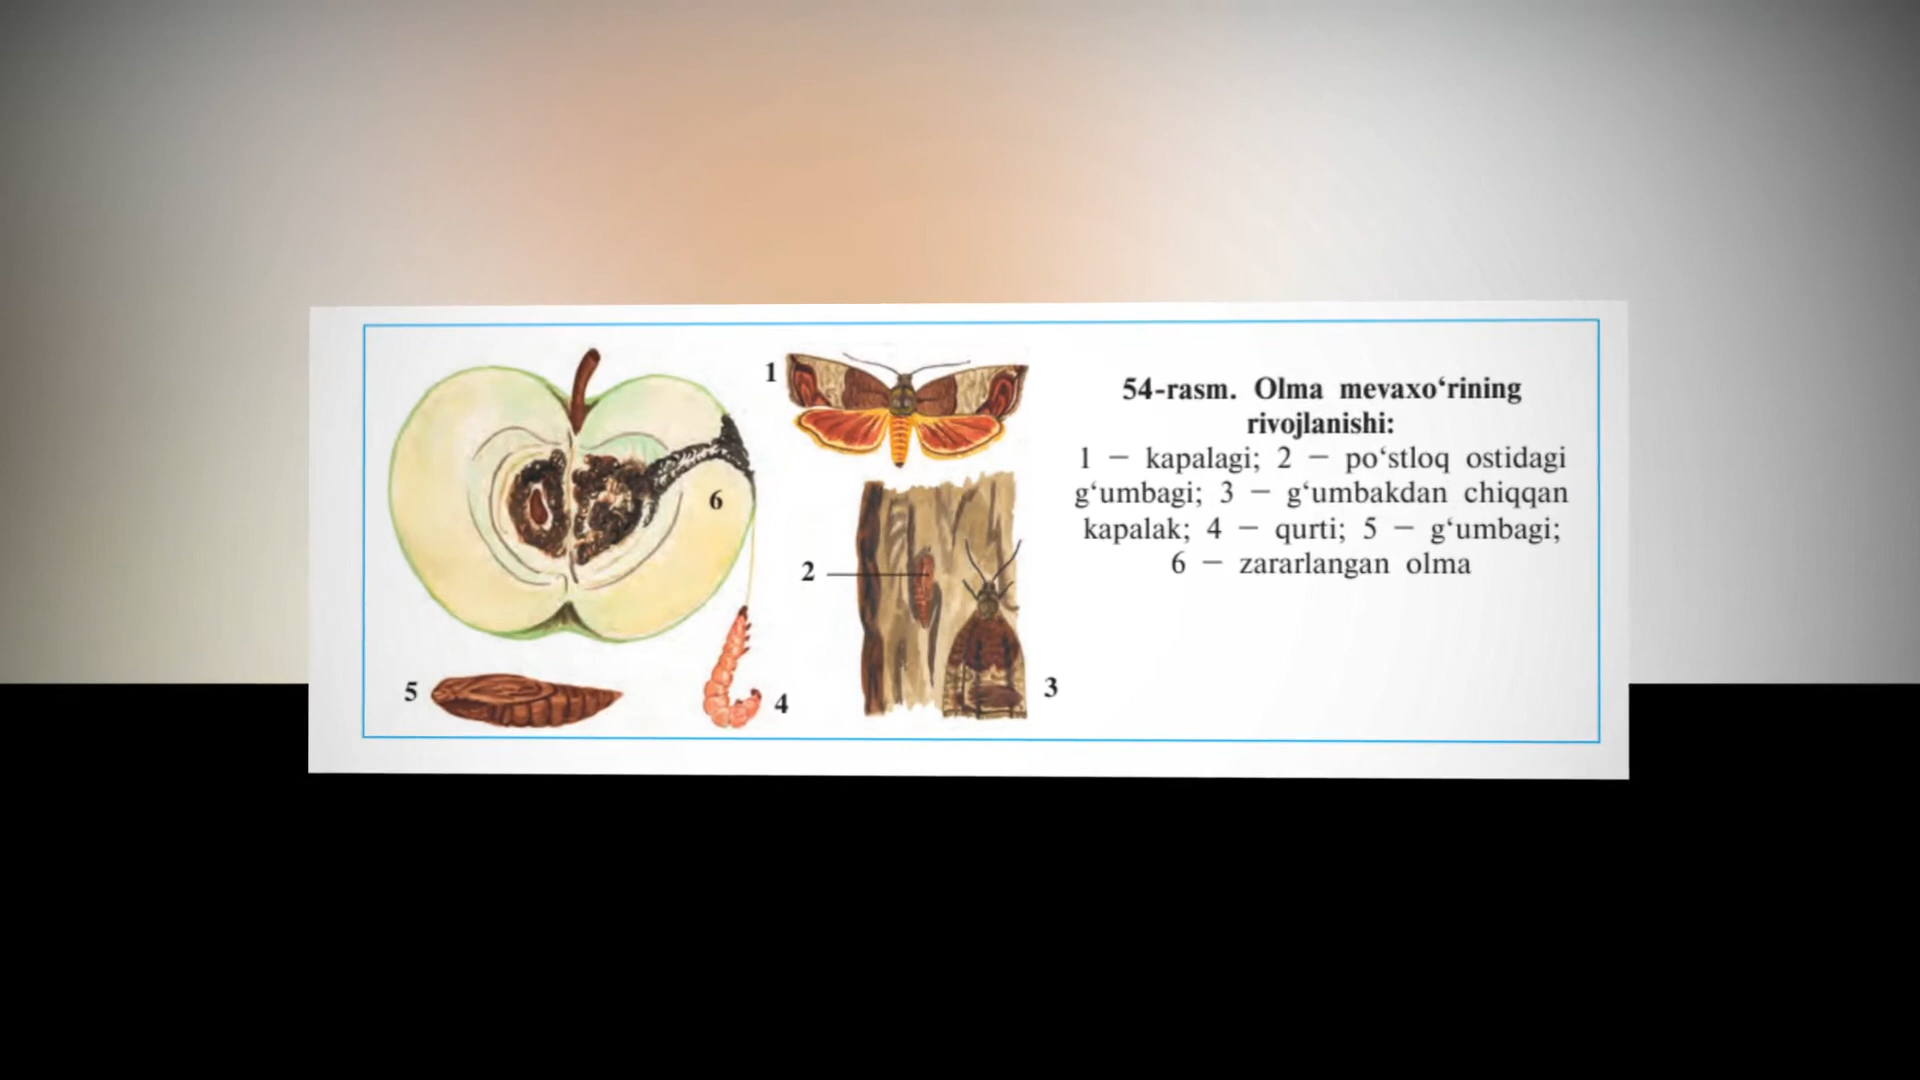 1
6
2
5
4
3
54-rasm. Olma mevaxo‘rining
rivojlanishi:
1 — kapalagi; 2 — po‘stloq ostidagi
g‘umbagi; 3 — g‘umbakdan chiqqan
kapalak; 4 — qurti; 5 — g‘umbagi;
6 — zararlangan olma